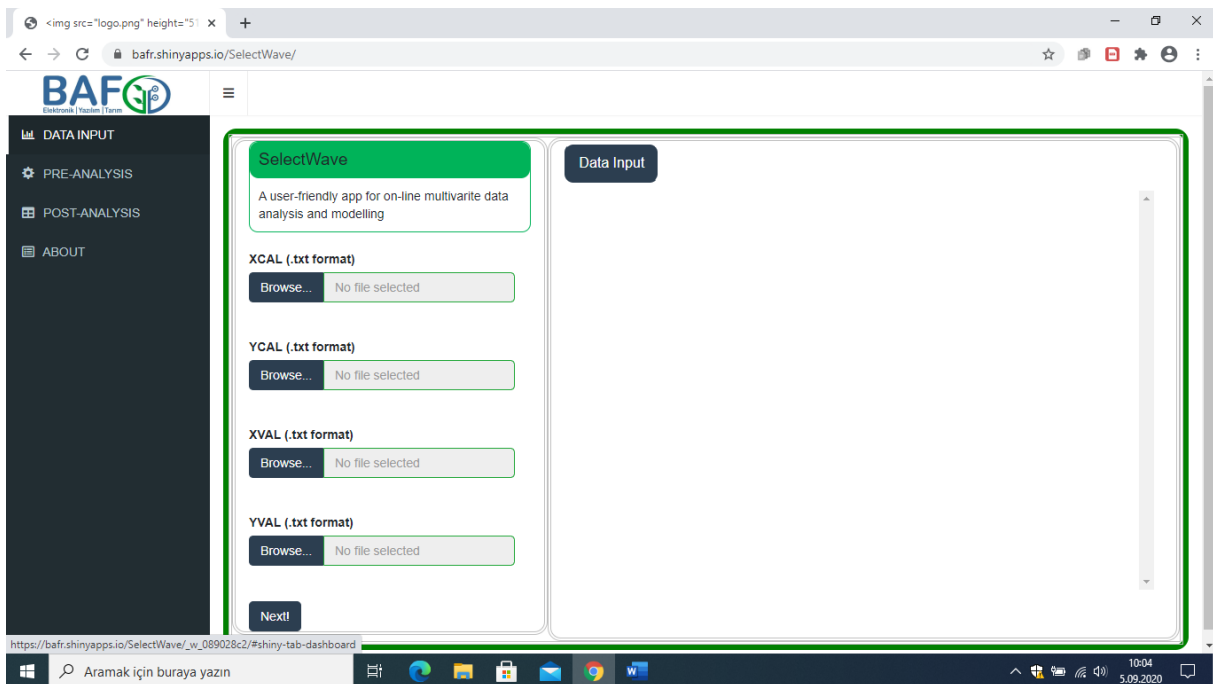 <img src="logo.png" height="51
bafr.shinyapps.io/SelectWave/
BAF
Elektronik | Yazılım | Tarım
DATA INPUT
PRE-ANALYSIS
POST-ANALYSIS
ABOUT
SelectWave
A user-friendly app for on-line multivarite data
analysis and modelling
XCAL (.txt format)
Browse... No file selected
YCAL (.txt format)
Browse... No file selected
XVAL (.txt format)
Browse... No file selected
YVAL (.txt format)
Browse... No file selected
Next!
Data Input
https://bafr.shinyapps.io/SelectWave/_w_089028c2/#shiny-tab-dashboard
Aramak için buraya yazın
10:04
5.09.2020